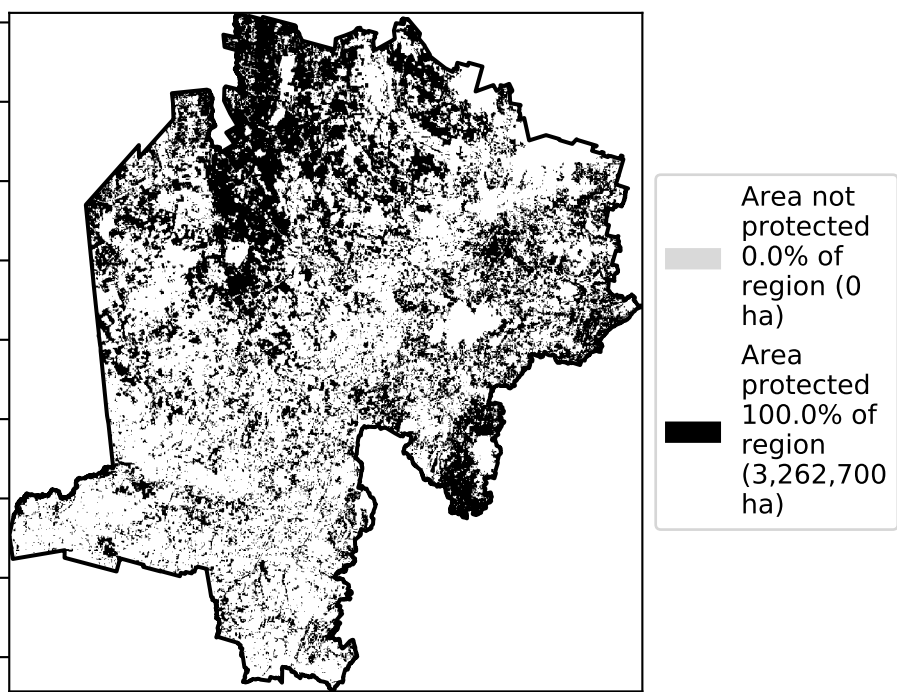 Area not
protected
0.0% of
region (0
ha)
Area
protected
100.0% of
region
(3,262,700
ha)